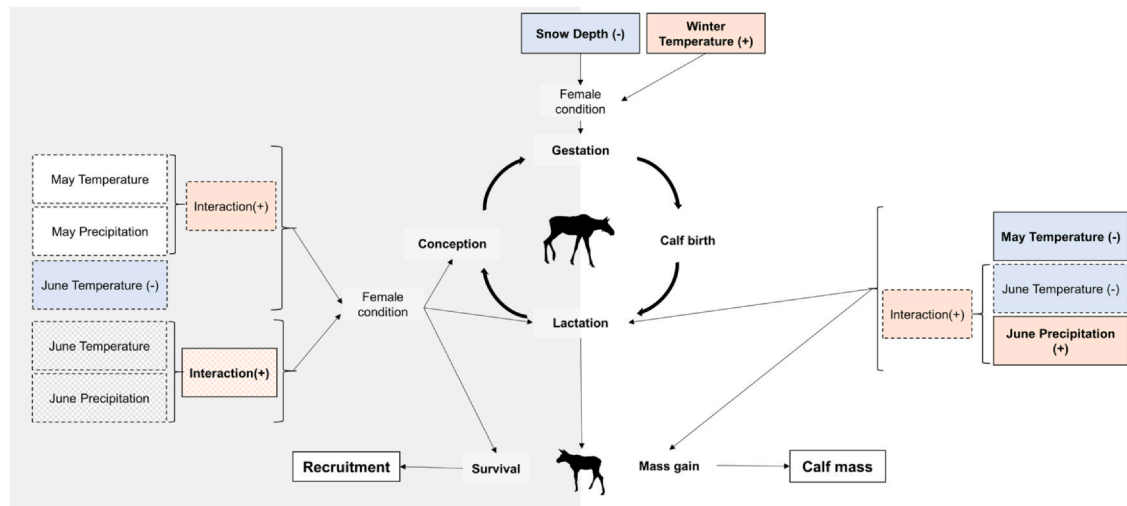 Snow Depth (-)
Winter
Temperature (+)
Female
condition
Gestation
May Temperature
Interaction(+)
May Precipitation
June Temperature (-)
Conception
Calf birth
May Temperature (-)
June Temperature (-)
Interaction(+)
June Precipitation
(+)
Female
condition
Lactation
June Temperature
Interaction(+)
June Precipitation
Recruitment
Survival
Mass gain
Calf mass